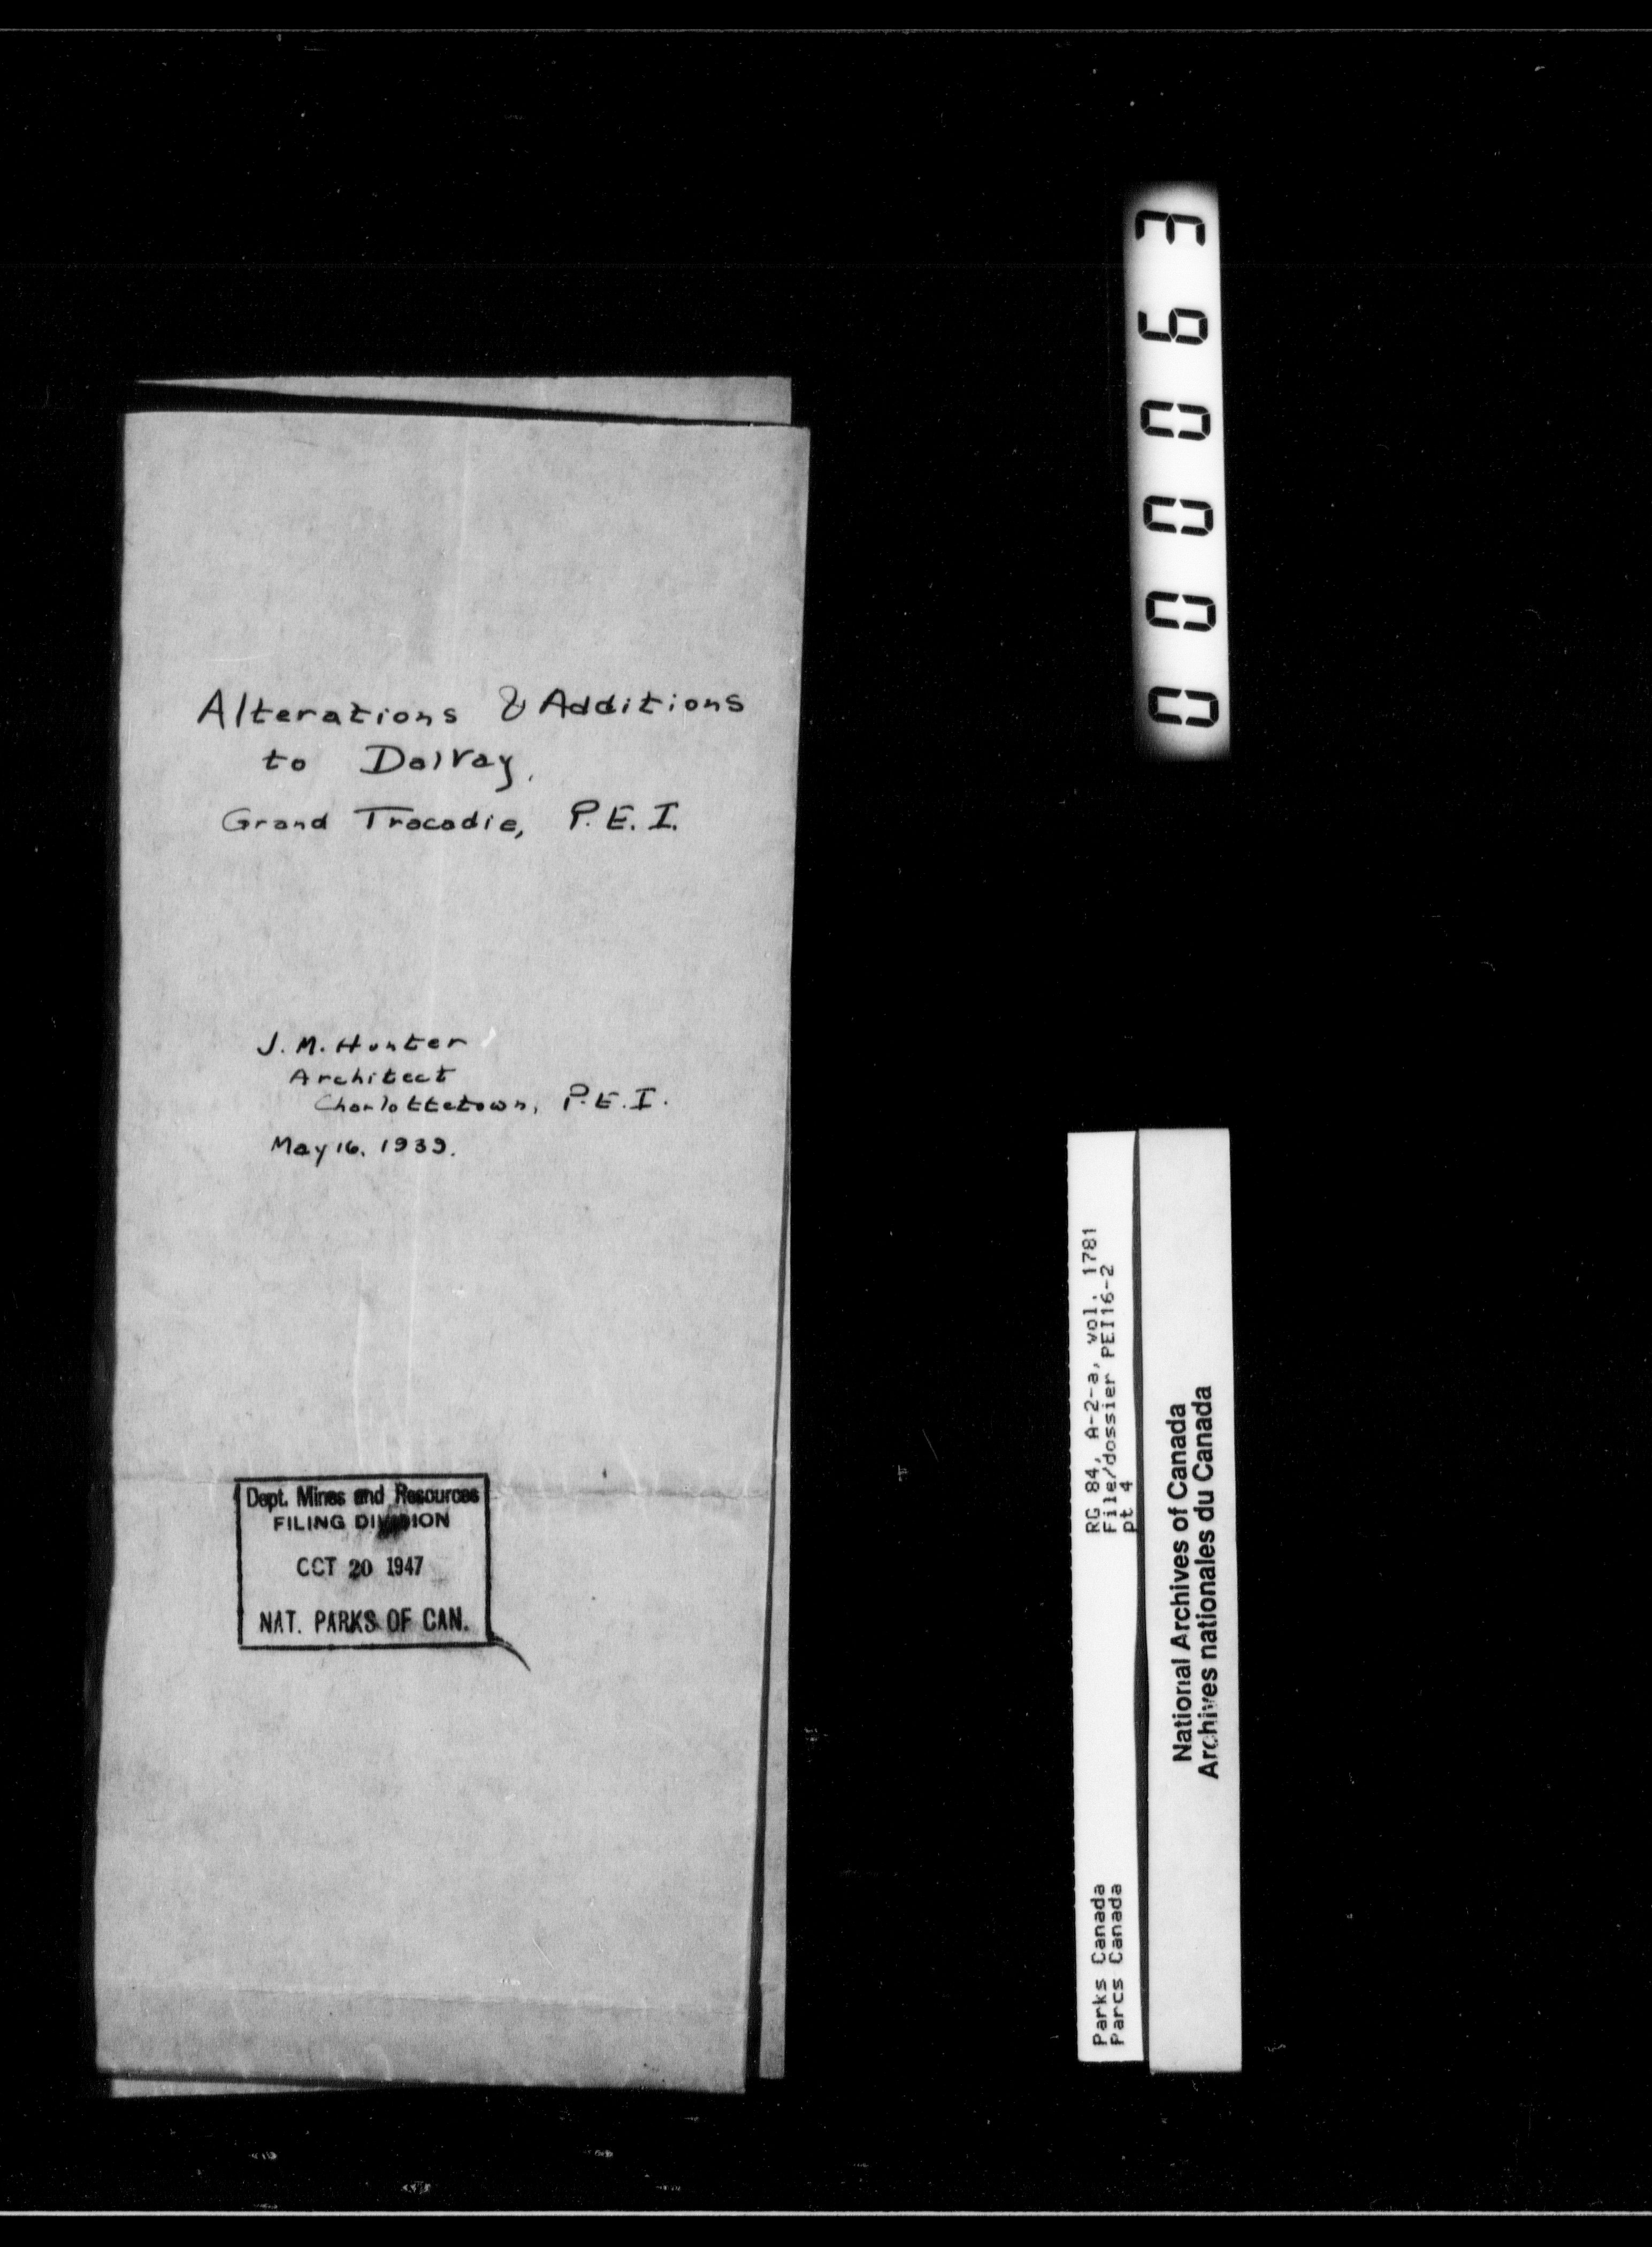 Alterations & Additions
to Dalvay,
Grand Tracadie, P.E.I.
J. M. Hunter
Architect
Charlottetown, P.E.I.
May 16, 1939.
Dept. Mines and Resources
FILING DIVISION
OCT 20 1947
NAT. PARKS OF CAN.
000063
RG 84, A-2-a, vol. 1781
File/dossier PEI16-2
pt 4
Parks Canada
Parcs Canada
National Archives of Canada
Archives nationales du Canada